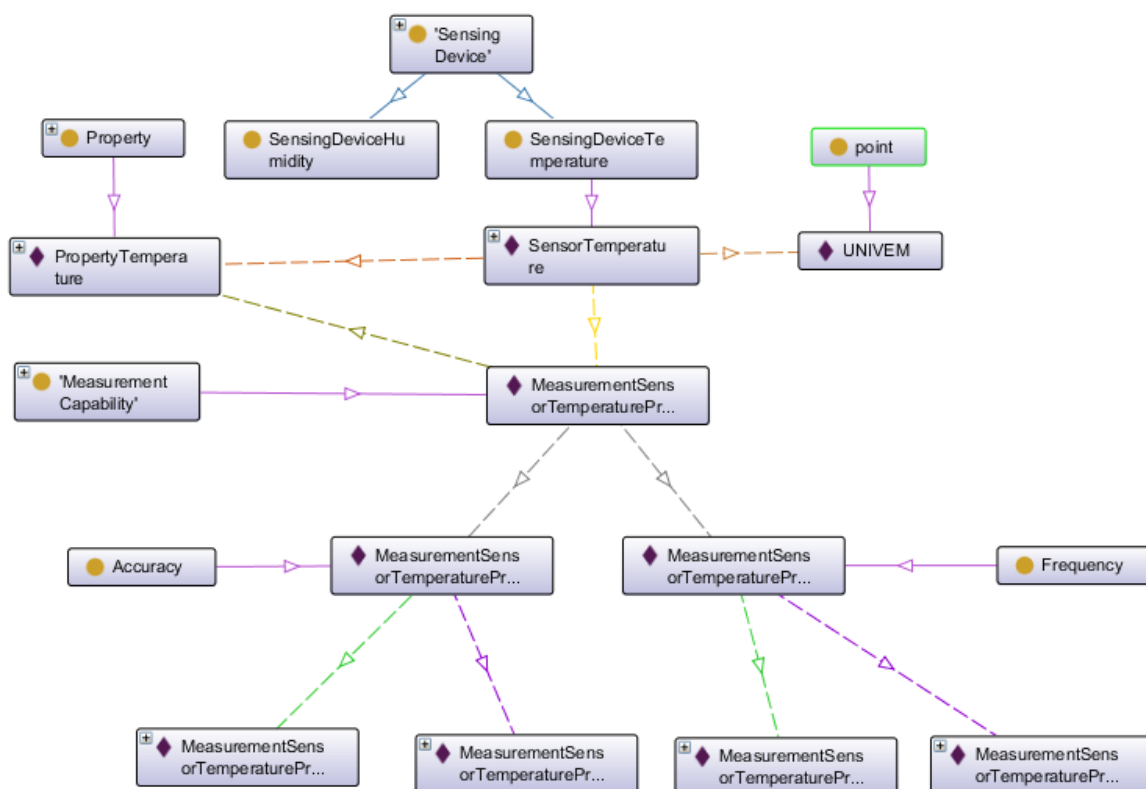 'Sensing
Device'
Property
SensingDeviceHu
midity
SensingDeviceTe
mperature
point
PropertyTempera
ture
SensorTemperatu
re
UNIVEM
'Measurement
Capability'
MeasurementSens
orTemperaturePr...
Accuracy
MeasurementSens
orTemperaturePr...
MeasurementSens
orTemperaturePr...
Frequency
MeasurementSens
orTemperaturePr...
MeasurementSens
orTemperaturePr...
MeasurementSens
orTemperaturePr...
MeasurementSens
orTemperaturePr...